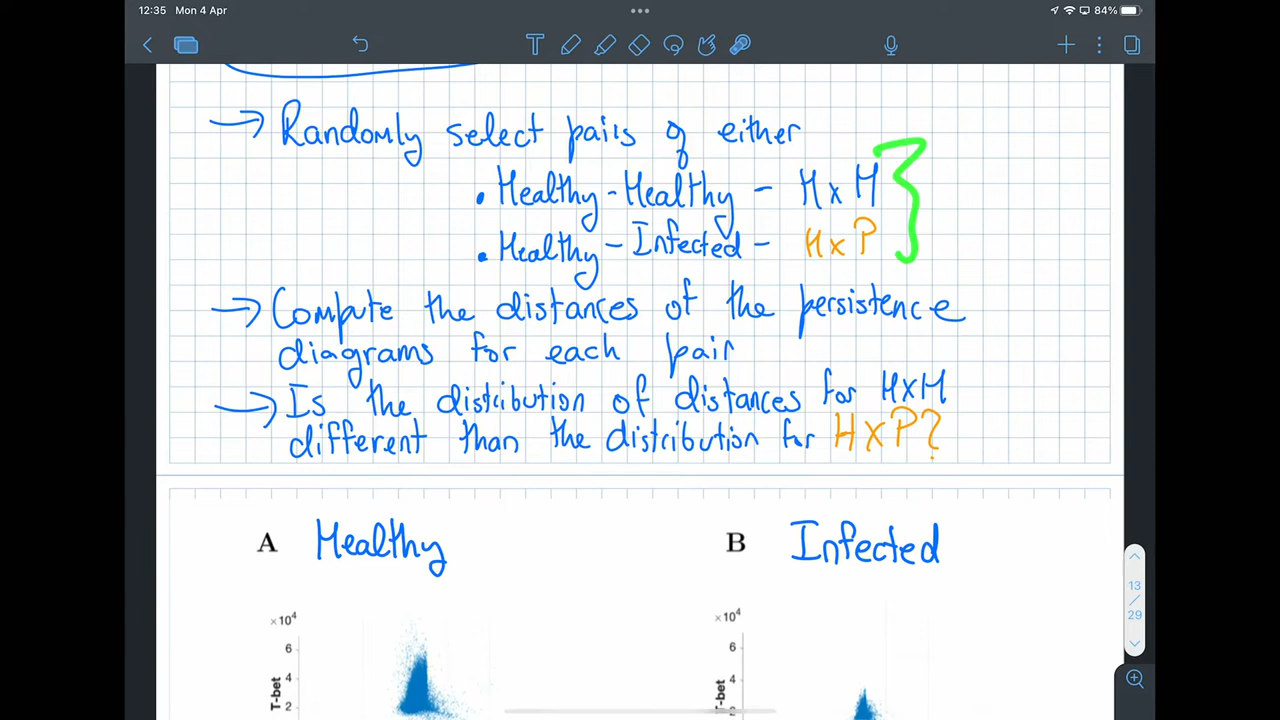 12:35 Mon 4 Apr
84%
→ Randomly select pairs of either
• Healthy - Healthy - H x H
• Healthy - Infected - H x P
→ Compute the distances of the persistence
diagrams for each pair
→ Is the distribution of distances for H x H
different than the distribution for H x P?
13
/
29
A Healthy
B Infected
×10⁴
6
4
2
T-bet
×10⁴
6
4
2
T-bet